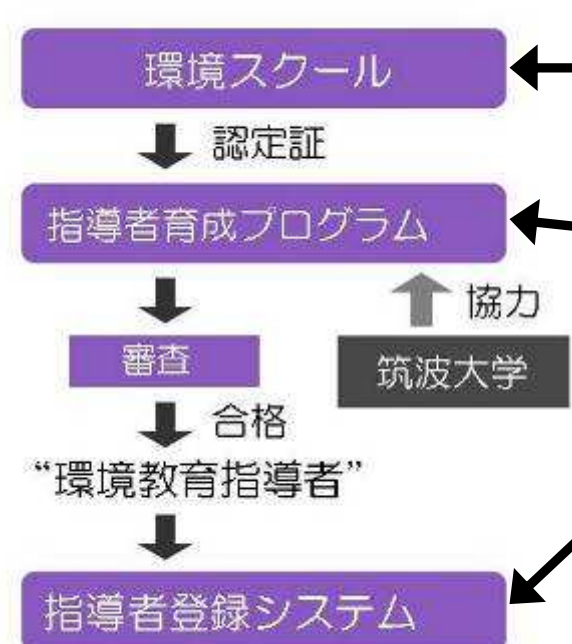 環境スクール
認定証
指導者育成プログラム
協力
審査
筑波大学
合格
“環境教育指導者”
指導者登録システム